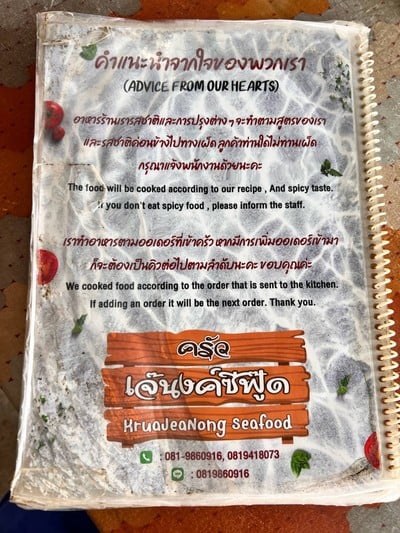 คำแนะนำจากใจของพวกเรา
(ADVICE FROM OUR HEARTS)
อาหารร้านเรารสชาติและการปรุงต่างๆจะทำตามสูตรของเรา
และรสชาติค่อนข้างไปทางเผ็ด ลูกค้าท่านใดไม่ทานเผ็ด
กรุณาแจ้งพนักงานด้วยนะคะ
The food will be cooked according to our recipe , And spicy taste.
If you don't eat spicy food , please inform the staff.
เราทำอาหารตามออเดอร์ที่เข้าครัว หากมีการเพิ่มออเดอร์เข้ามา
ก็จะต้องเป็นคิวต่อไปตามลำดับนะคะ ขอบคุณค่ะ
We cooked food according to the order that is sent to the kitchen.
If adding an order it will be the next order. Thank you.
ครัว
เจ๊นงค์ซีฟู๊ด
KruaJeaNong Seafood
: 081-9860916, 0819418073
LINE : 0819860916